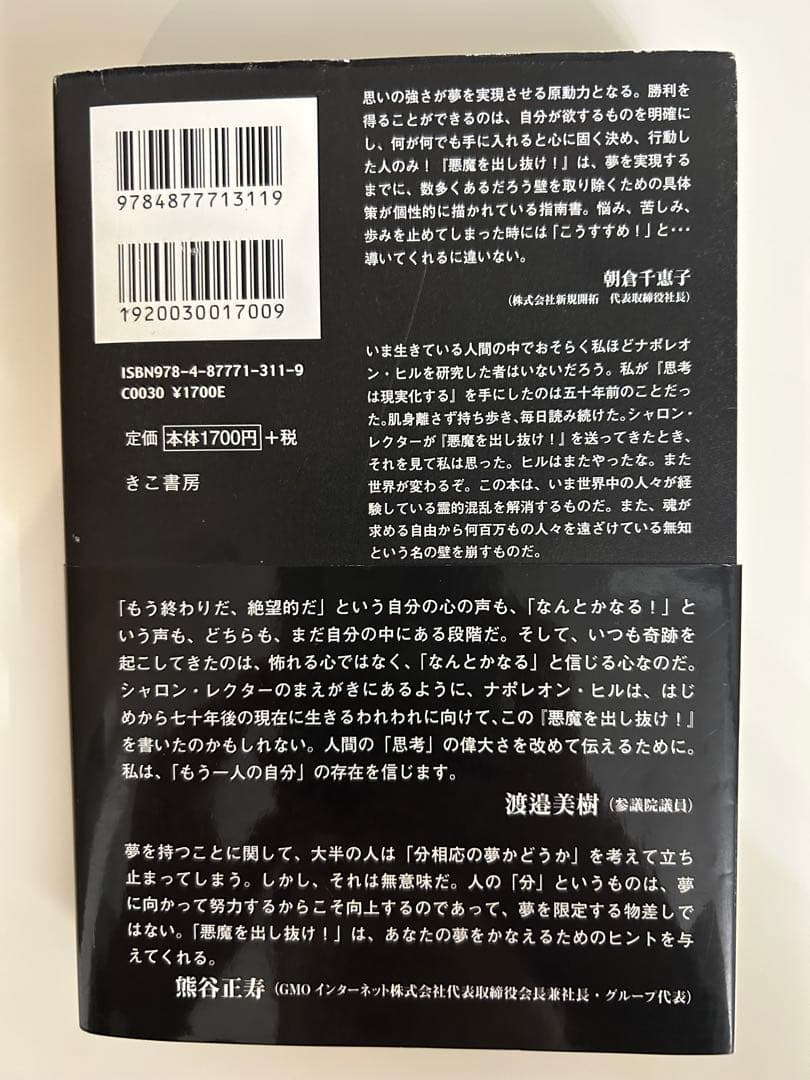 9784877713119
1920030017009
ISBN978-4-87771-311-9
C0030 ¥1700E
定価 本体1700円 +税
きこ書房
思いの強さが夢を実現させる原動力となる。勝利を
得ることができるのは、自分が欲するものを明確に
し、何が何でも手に入れると心に固く決め、行動し
た人のみ！『悪魔を出し抜け！』は、夢を実現する
までに、数多くあるだろう壁を取り除くための具体
策が個性的に描かれている指南書。悩み、苦しみ、
歩みを止めてしまった時には「こうすすめ！」と･･･
導いてくれるに違いない。
朝倉千恵子
（株式会社新規開拓 代表取締役社長）
いま生きている人間の中でおそらく私ほどナポレオ
ン・ヒルを研究した者はいないだろう。私が『思考
は現実化する』を手にしたのは五十年前のことだっ
た。肌身離さず持ち歩き、毎日読み続けた。シャロン・
レクターが『悪魔を出し抜け！』を送ってきたとき、
それを見て私は思った。ヒルはまたやったな。また
世界が変わるぞ。この本は、いま世界中の人々が経
験している霊的混乱を解消するものだ。また、魂が
求める自由から何百万もの人々を遠ざけている無知
という名の壁を崩すものだ。
「もう終わりだ、絶望的だ」という自分の心の声も、「なんとかなる！」と
いう声も、どちらも、まだ自分の中にある段階だ。そして、いつも奇跡を
起こしてきたのは、怖れる心ではなく、「なんとかなる」と信じる心なのだ。
シャロン・レクターのまえがきにあるように、ナポレオン・ヒルは、はじ
めから七十年後の現在に生きるわれわれに向けて、この『悪魔を出し抜け！』
を書いたのかもしれない。人間の「思考」の偉大さを改めて伝えるために。
私は、「もう一人の自分」の存在を信じます。
渡邉美樹（参議院議員）
夢を持つことに関して、大半の人は「分相応の夢かどうか」を考えて立ち
止まってしまう。しかし、それは無意味だ。人の「分」というものは、夢
に向かって努力するからこそ向上するのであって、夢を限定する物差しで
はない。「悪魔を出し抜け！」は、あなたの夢をかなえるためのヒントを与
えてくれる。
熊谷正寿（GMOインターネット株式会社代表取締役会長兼社長・グループ代表）